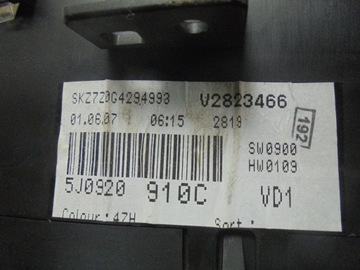 SKZ7Z0G4294993 V2823466
01.06.07 06:15 2819 192
SW0900
HW0109
5J0920 910C VD1
Colour: 47H Sort: